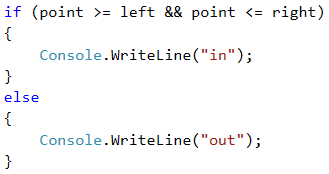 if (point >= left && point <= right)
{
    Console.WriteLine("in");
}
else
{
    Console.WriteLine("out");
}